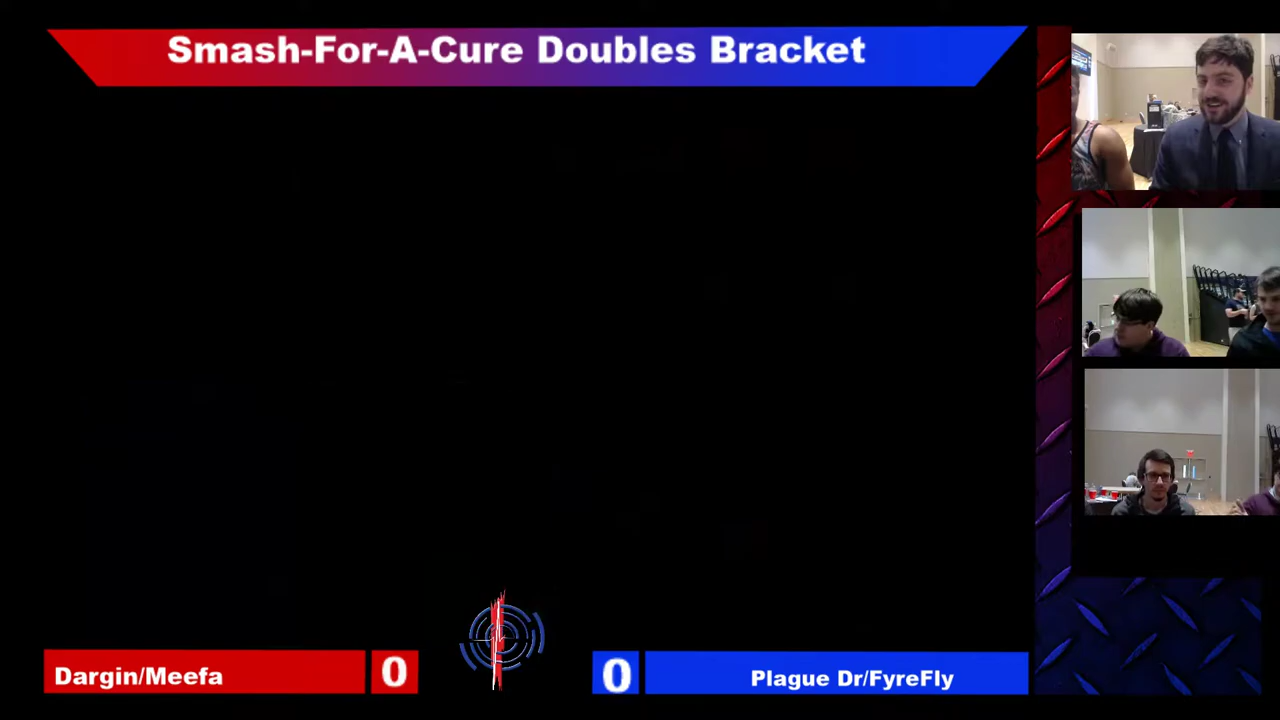 Smash-For-A-Cure Doubles Bracket
Dargin/Meefa
0
0
Plague Dr/FyreFly